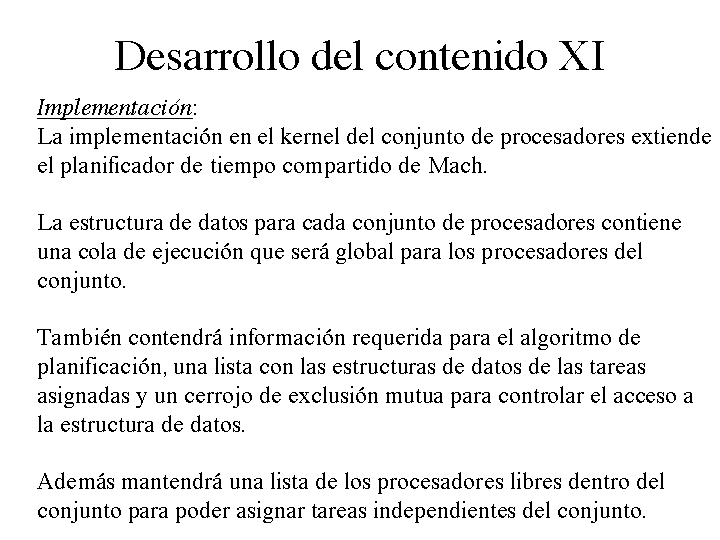 Desarrollo del contenido XI
Implementación:
La implementación en el kernel del conjunto de procesadores extiende
el planificador de tiempo compartido de Mach.
La estructura de datos para cada conjunto de procesadores contiene
una cola de ejecución que será global para los procesadores del
conjunto.
También contendrá información requerida para el algoritmo de
planificación, una lista con las estructuras de datos de las tareas
asignadas y un cerrojo de exclusión mutua para controlar el acceso a
la estructura de datos.
Además mantendrá una lista de los procesadores libres dentro del
conjunto para poder asignar tareas independientes del conjunto.